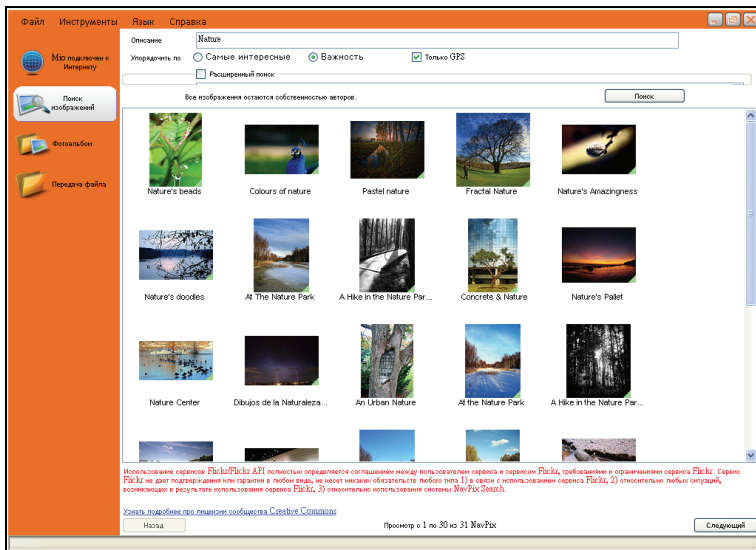 Файл Инструменты Язык Справка
Mio подключен к
Интернету
Поиск
изображений
Фотоальбом
Передача файла
Описание Nature
Упорядочить по Самые интересные Важность Только GPS
Расширенный поиск
Все изображения остаются собственностью авторов. Поиск
Nature's beads Colours of nature Pastel nature Fractal Nature Nature's Amazingness
Nature's doodles At The Nature Park A Hike in the Nature Par... Concrete & Nature Nature's Pallet
Nature Center Dibujos de la Naturaleza... An Urban Nature At the Nature Park A Hike in the Nature Par...
Использование сервисов Flickr/Flickr API полностью определяется соглашением между пользователем сервиса и сервисом Flickr, требованиями и ограничениями сервиса Flickr. Сервис
Flickr не дает подтверждения или гарантии в любом виде, не несет никаких обязательств любого типа 1) в связи с использованием сервиса Flickr, 2) относительно любых ситуаций,
возникающих в результате использования сервиса Flickr, 3) относительно использования системы NavPix Search.
Узнать подробнее про лицензии сообщества Creative Commons
Назад Просмотр с 1 по 30 из 31 NavPix Следующий